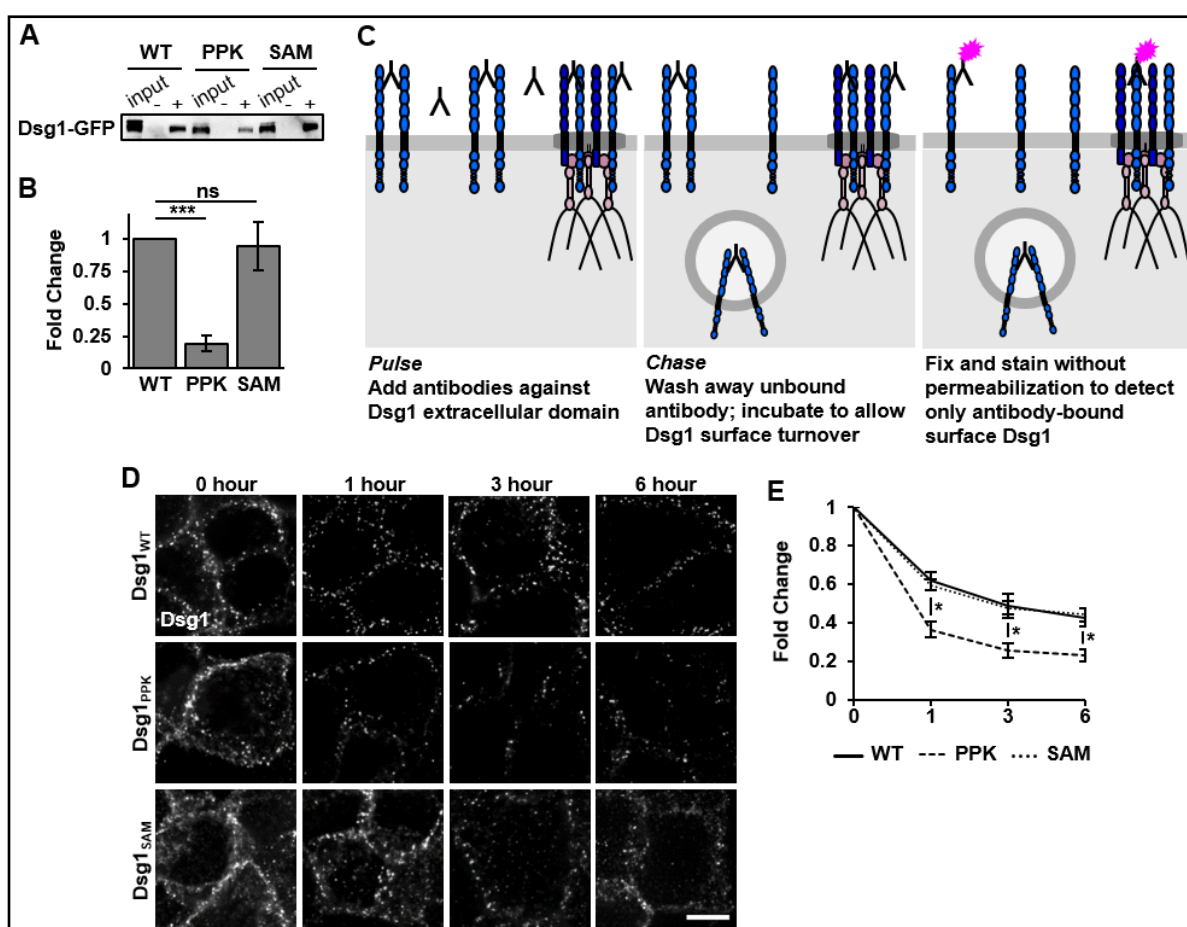 A
WT PPK SAM
input - + input - + input - +
Dsg1-GFP
B
ns
***
Fold Change
1
0.75
0.5
0.25
0
WT PPK SAM
C
Pulse
Add antibodies against
Dsg1 extracellular domain
Chase
Wash away unbound
antibody; incubate to allow
Dsg1 surface turnover
Fix and stain without
permeabilization to detect
only antibody-bound
surface Dsg1
D
0 hour 1 hour 3 hour 6 hour
Dsg1WT
Dsg1
Dsg1PPK
Dsg1SAM
E
Fold Change
1
0.8
0.6
0.4
0.2
0
* * *
0 1 3 6
WT PPK SAM